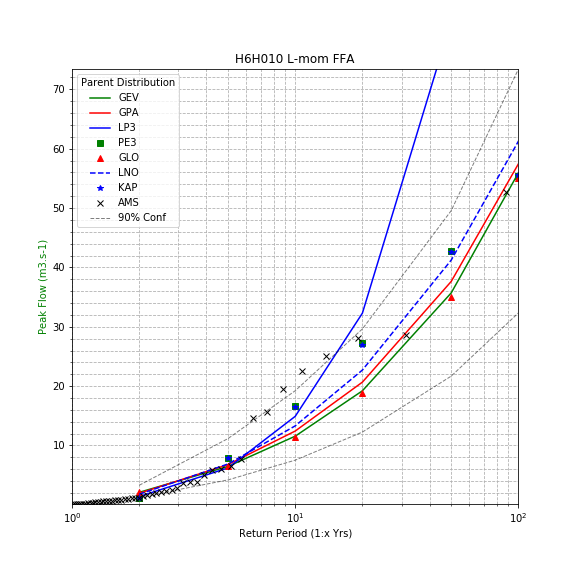 H6H010 L-mom FFA
Parent Distribution
GEV
GPA
LP3
PE3
GLO
LNO
KAP
AMS
90% Conf
70
60
50
40
30
20
10
Peak Flow (m3.s-1)
10⁰ 10¹ 10²
Return Period (1:x Yrs)